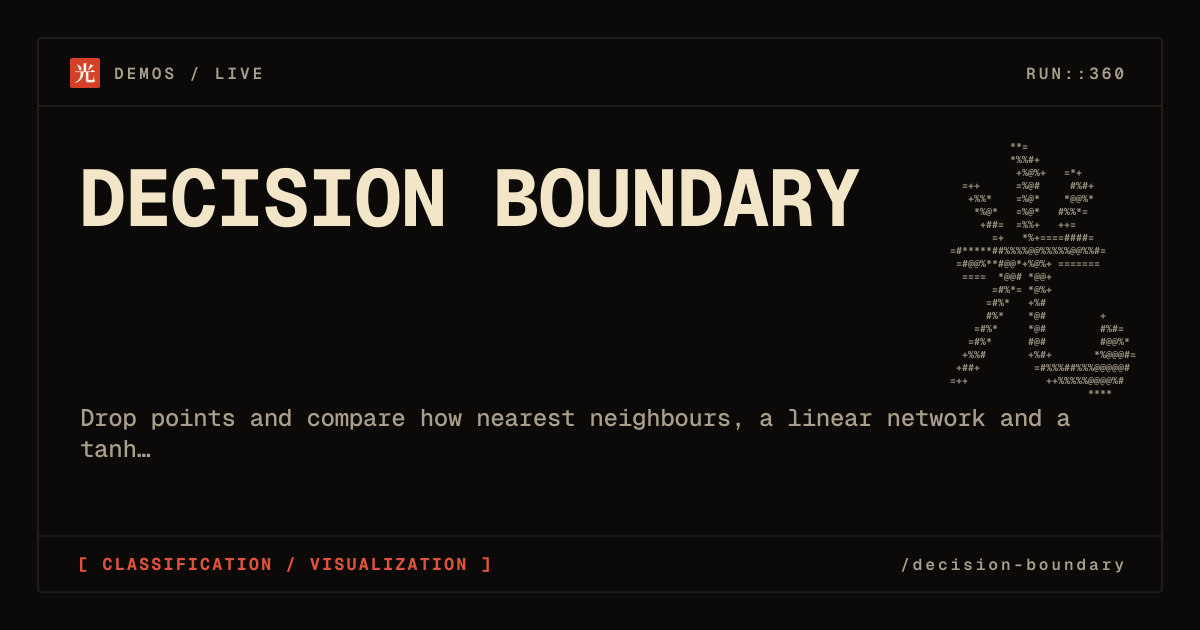 光 DEMOS / LIVE
RUN::360
DECISION BOUNDARY
Drop points and compare how nearest neighbours, a linear network and a
tanh…
[ CLASSIFICATION / VISUALIZATION ]
/decision-boundary